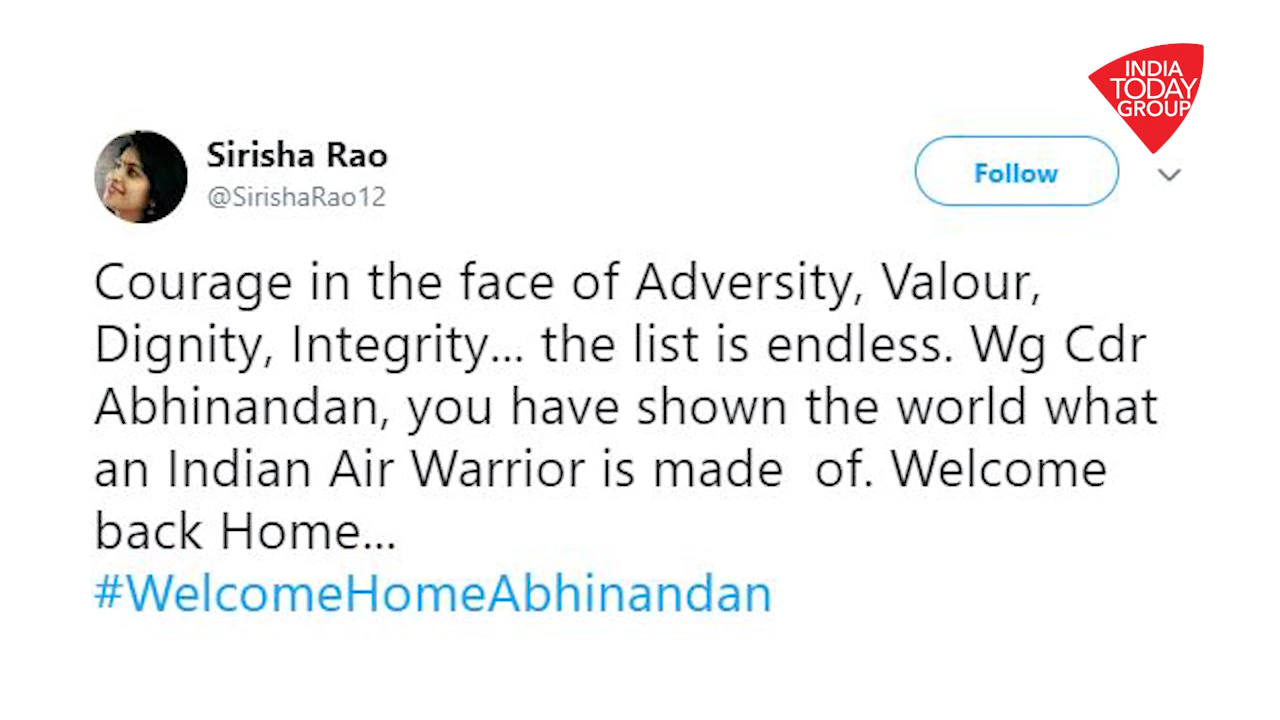 INDIA
TODAY
GROUP
Sirisha Rao
@SirishaRao12
Follow
Courage in the face of Adversity, Valour,
Dignity, Integrity... the list is endless. Wg Cdr
Abhinandan, you have shown the world what
an Indian Air Warrior is made  of. Welcome
back Home...
#WelcomeHomeAbhinandan